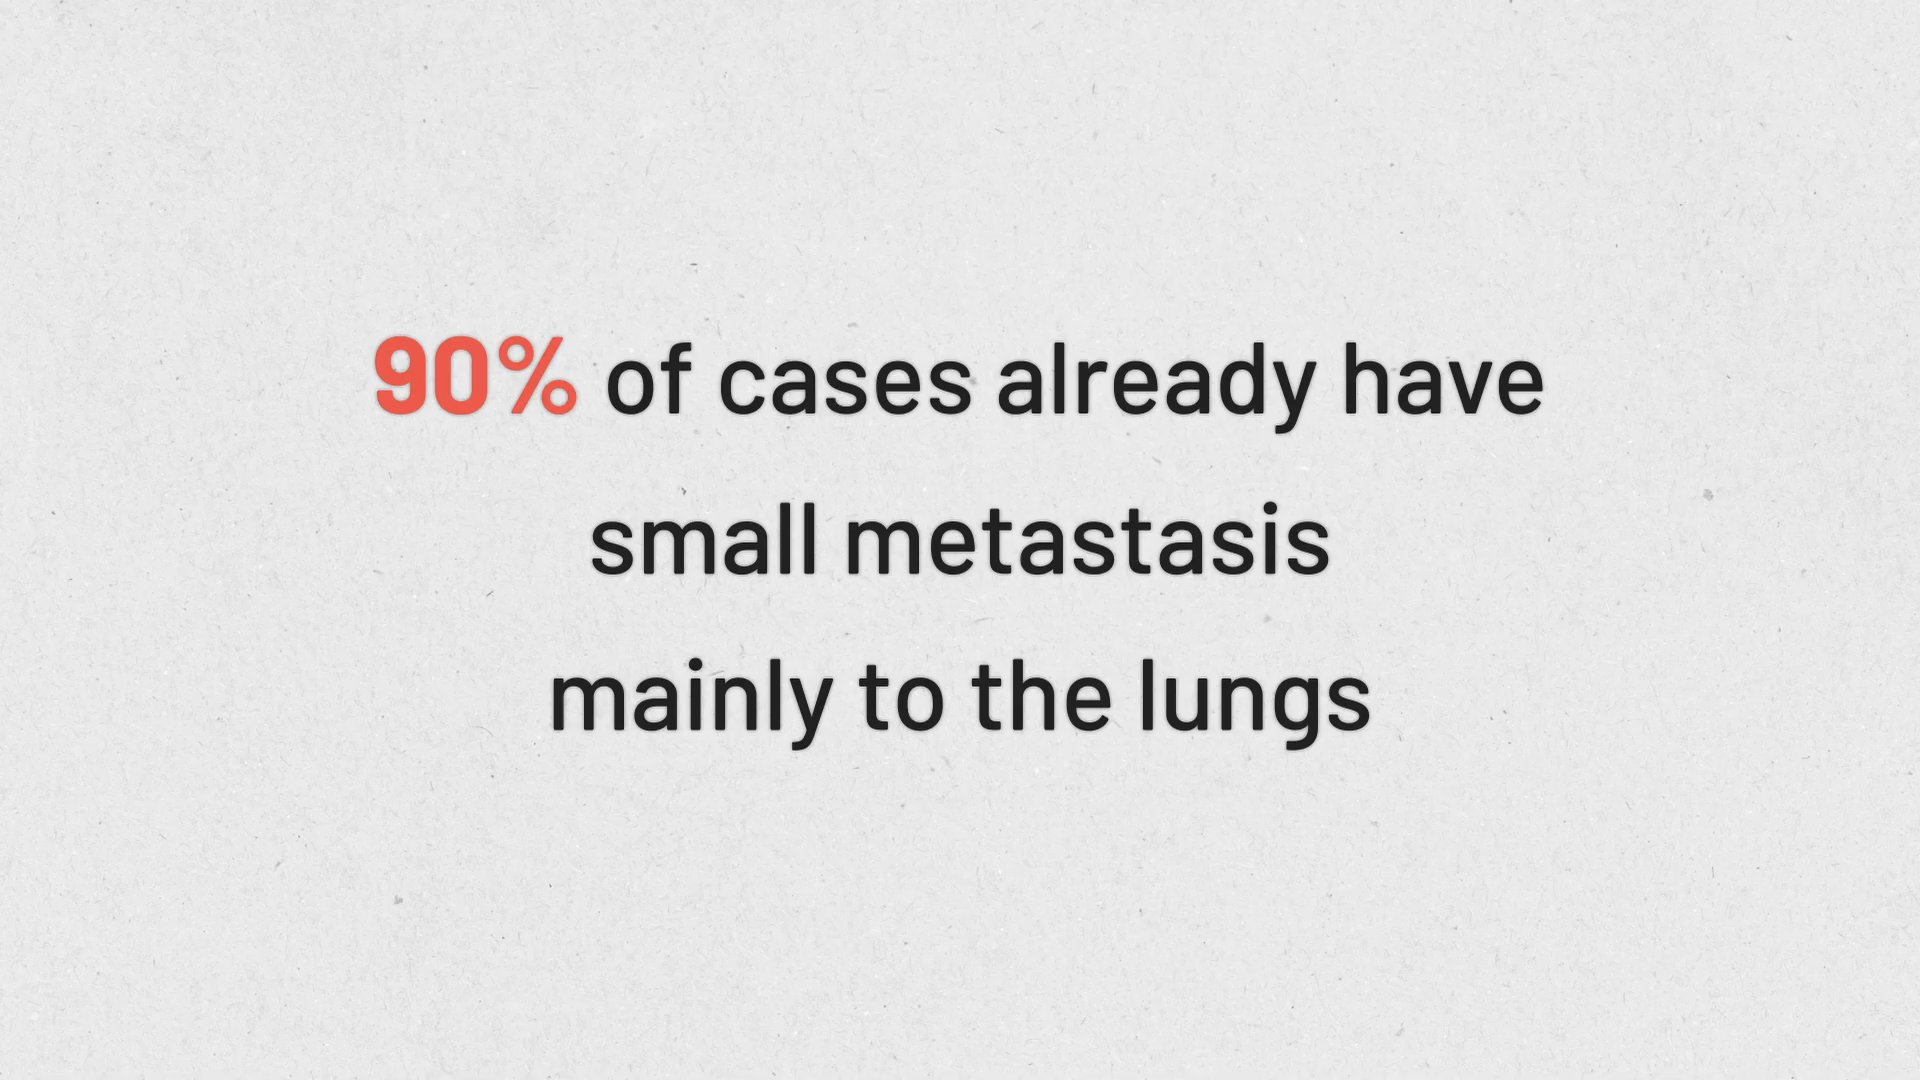 90% of cases already have
small metastasis
mainly to the lungs